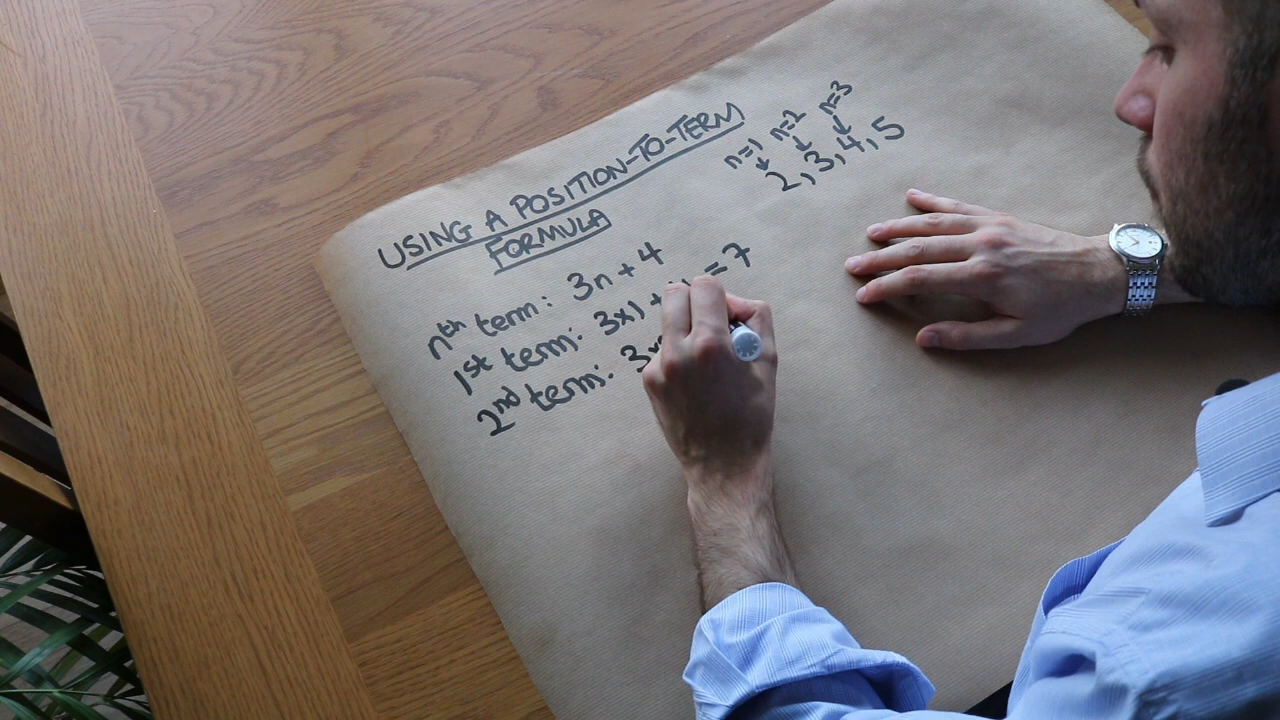 USING A POSITION-TO-TERM
FORMULA
n=1 n=2 n=3
2, 3, 4, 5
nth term: 3n + 4
1st term: 3x1 + = 7
2nd term: 3x